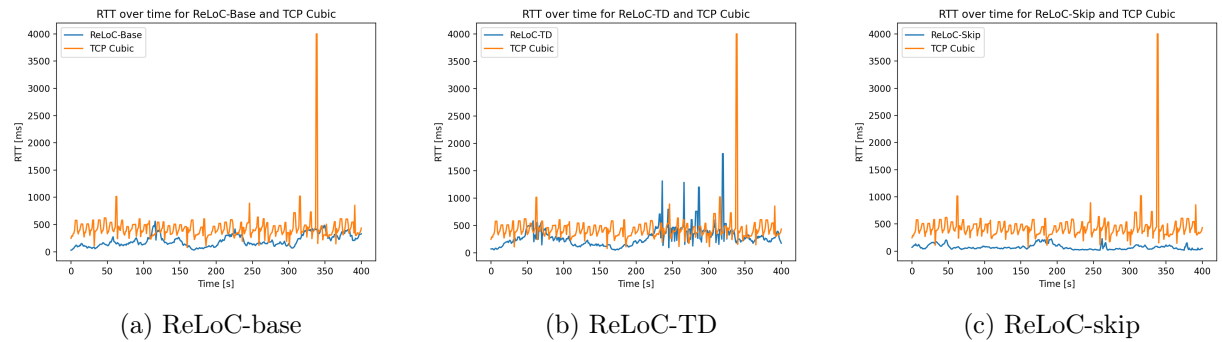 RTT over time for ReLoC-Base and TCP Cubic
ReLoC-Base
TCP Cubic
RTT [ms]
4000
3500
3000
2500
2000
1500
1000
500
0
0 50 100 150 200 250 300 350 400
Time [s]
(a) ReLoC-base
RTT over time for ReLoC-TD and TCP Cubic
ReLoC-TD
TCP Cubic
RTT [ms]
4000
3500
3000
2500
2000
1500
1000
500
0
0 50 100 150 200 250 300 350 400
Time [s]
(b) ReLoC-TD
RTT over time for ReLoC-Skip and TCP Cubic
ReLoC-Skip
TCP Cubic
RTT [ms]
4000
3500
3000
2500
2000
1500
1000
500
0
0 50 100 150 200 250 300 350 400
Time [s]
(c) ReLoC-skip